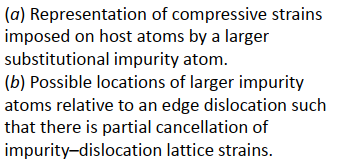 (a) Representation of compressive strains
imposed on host atoms by a larger
substitutional impurity atom.
(b) Possible locations of larger impurity
atoms relative to an edge dislocation such
that there is partial cancellation of
impurity–dislocation lattice strains.